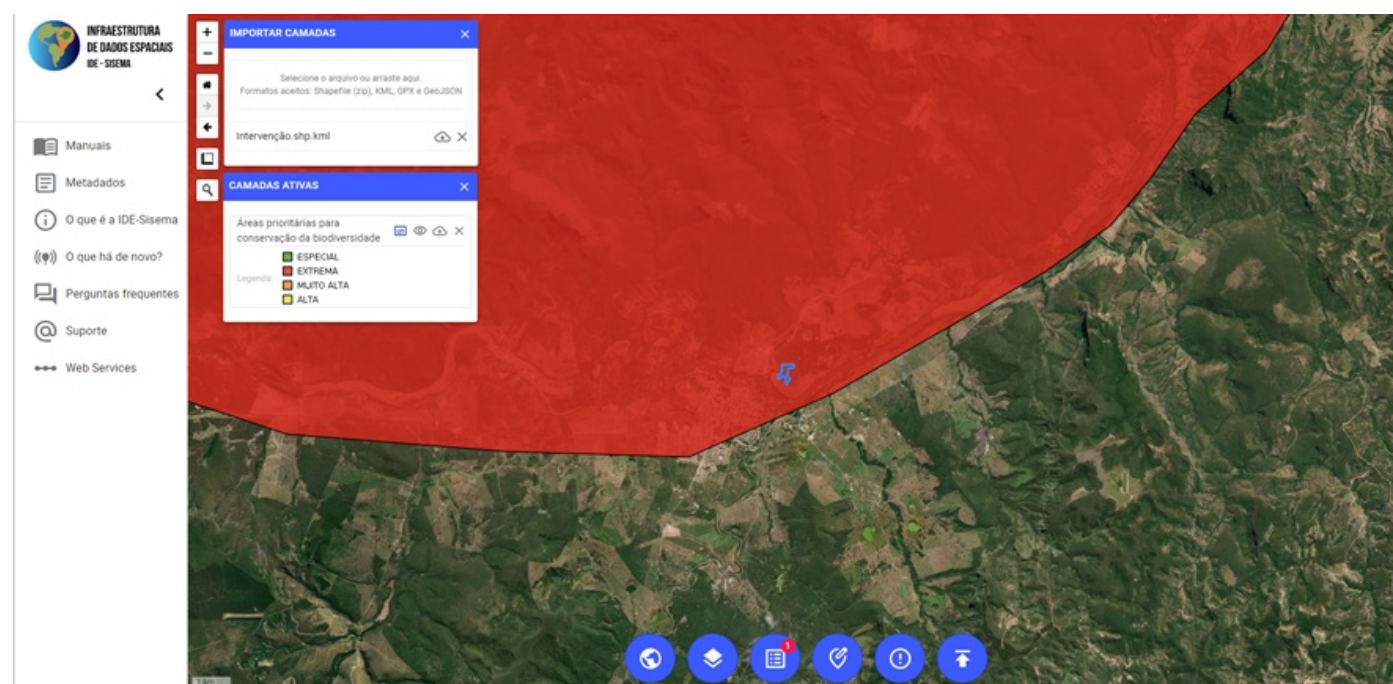 INFRAESTRUTURA
DE DADOS ESPACIAIS
IDE - SISEMA
Manuais
Metadados
O que é a IDE-Sisema
O que há de novo?
Perguntas frequentes
Suporte
Web Services
IMPORTAR CAMADAS
Selecione o arquivo ou arraste aqui.
Formatos aceitos: Shapefile (zip), KML, GPX e GeoJSON
Intervenção.shp.kml
CAMADAS ATIVAS
Áreas prioritárias para
conservação da biodiversidade
Legenda:
ESPECIAL
EXTREMA
MUITO ALTA
ALTA
1